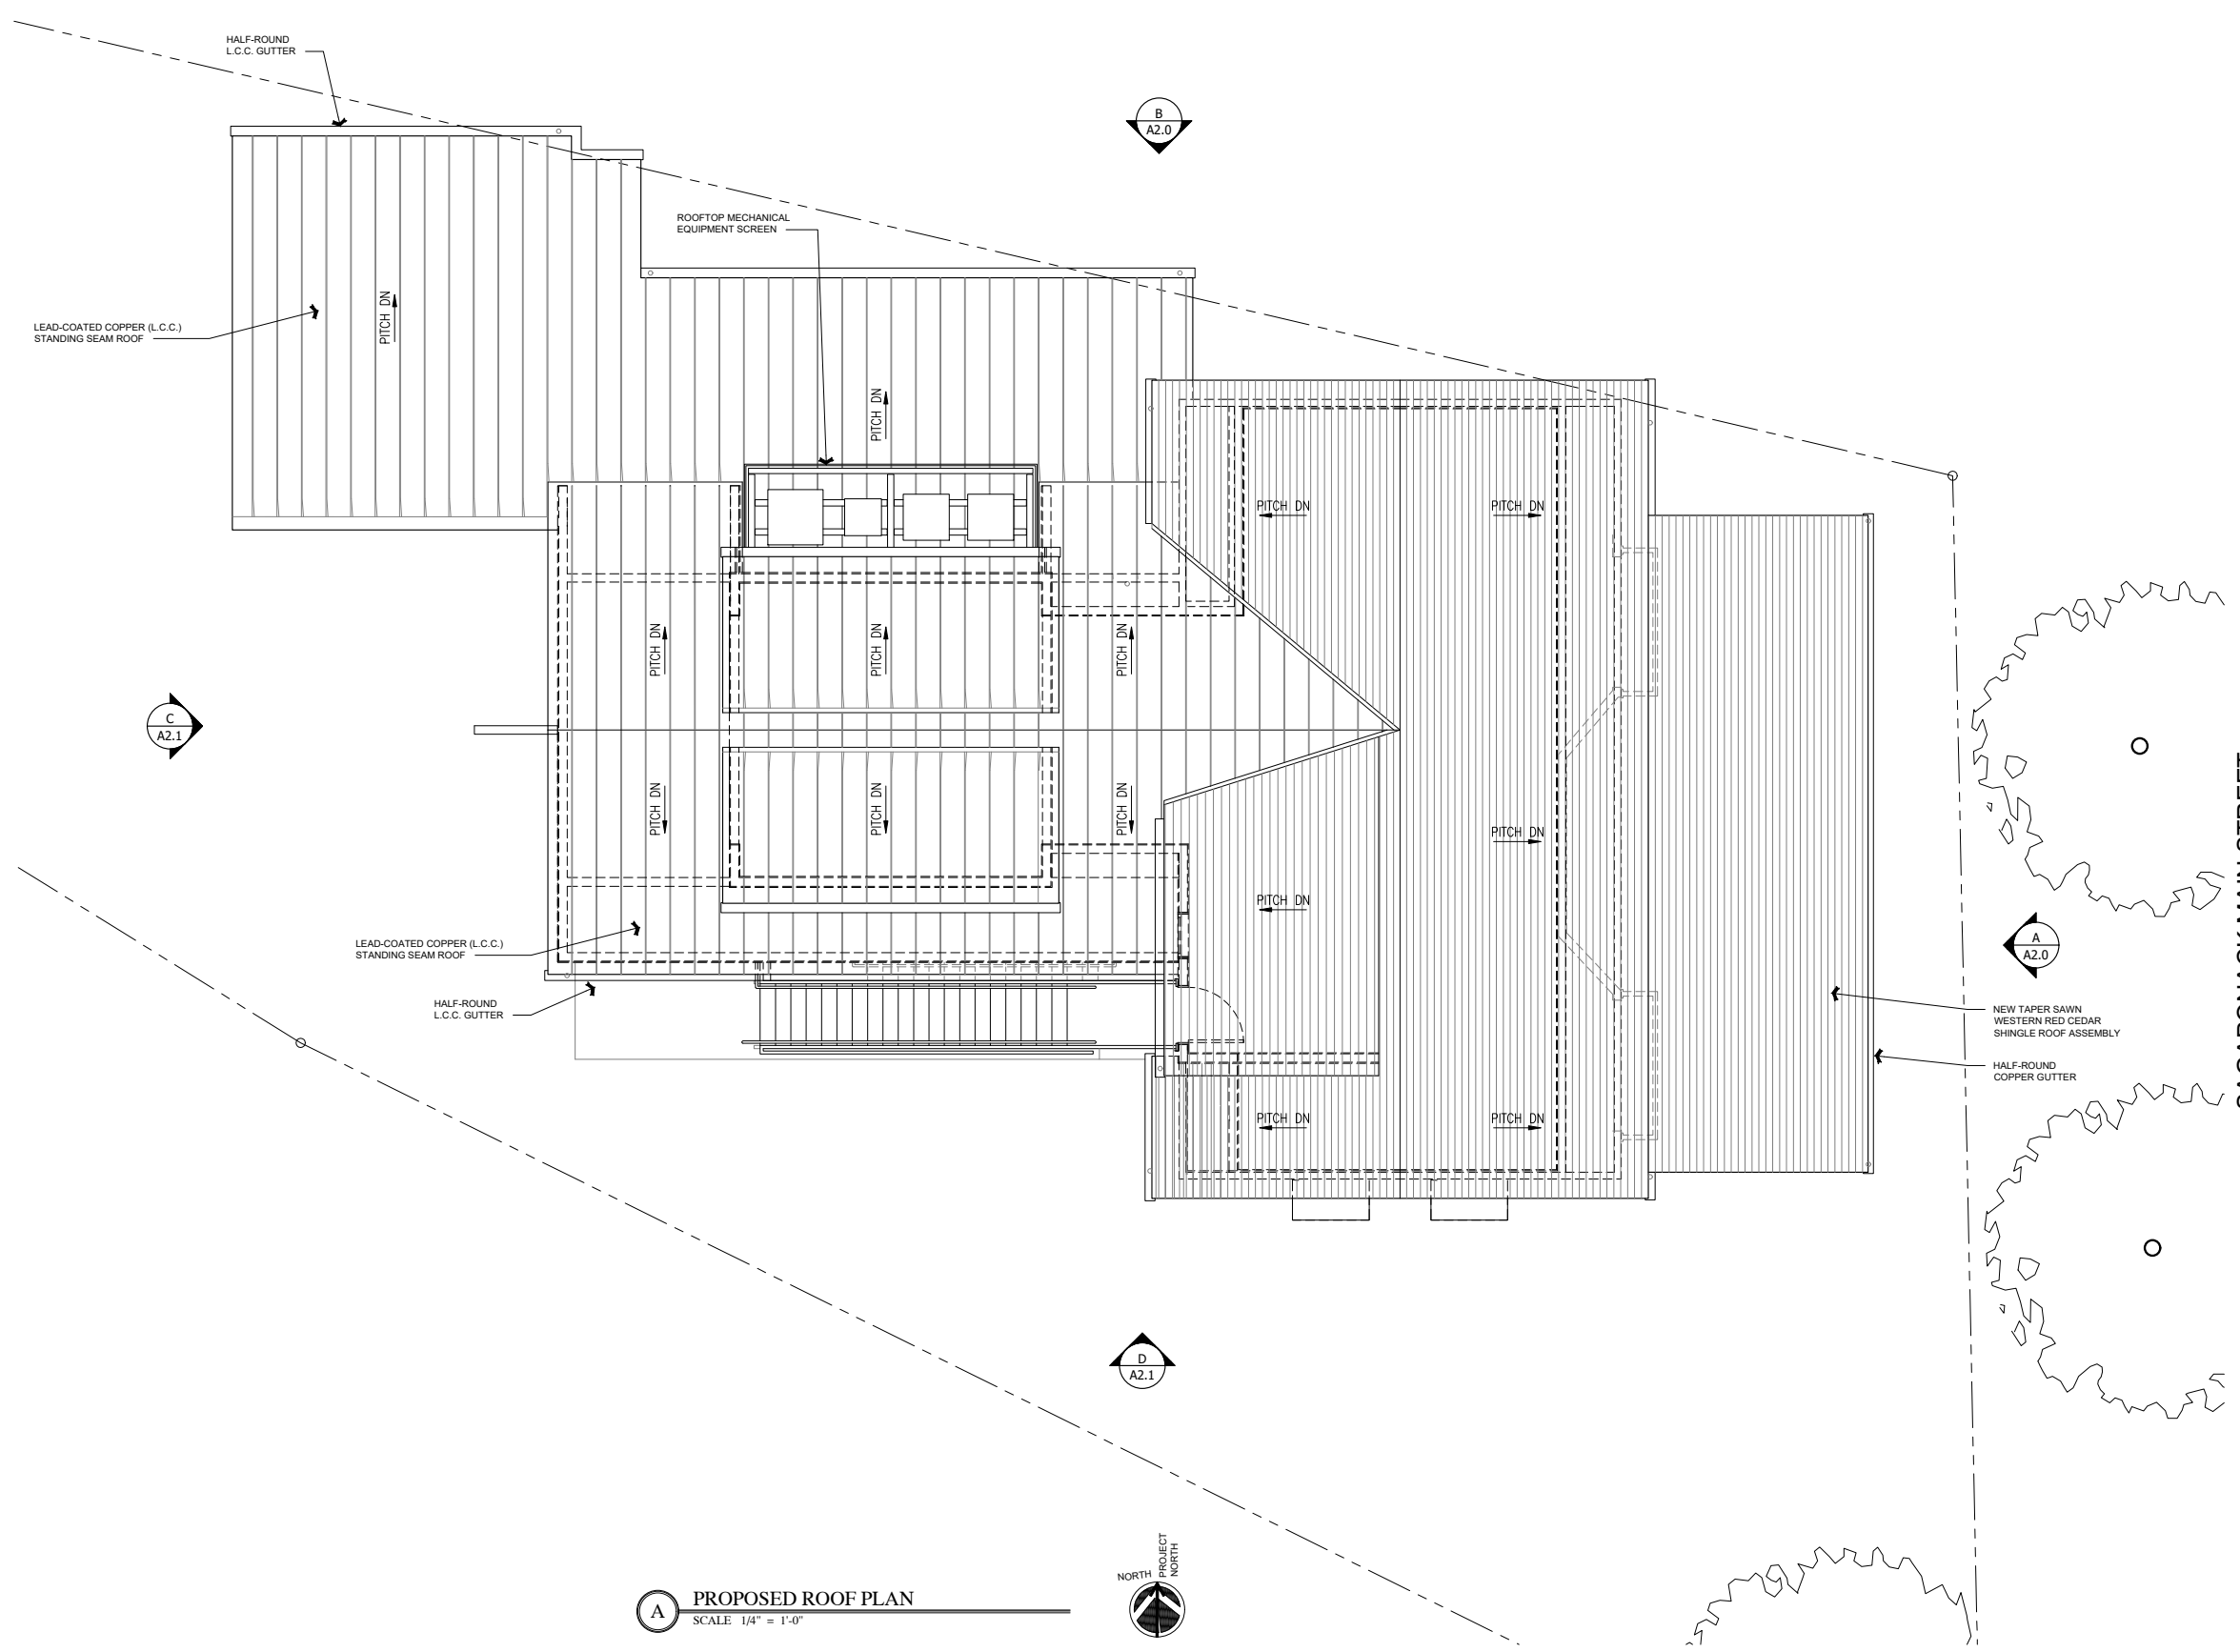 HALF-ROUND
L.C.C. GUTTER
B
A2.0
ROOFTOP MECHANICAL
EQUIPMENT SCREEN
LEAD-COATED COPPER (L.C.C.)
STANDING SEAM ROOF
PITCH DN
PITCH DN
PITCH DN
PITCH DN
PITCH DN
PITCH DN
PITCH DN
C
A2.1
PITCH DN
PITCH DN
PITCH DN
PITCH DN
PITCH DN
LEAD-COATED COPPER (L.C.C.)
STANDING SEAM ROOF
A
A2.0
HALF-ROUND
L.C.C. GUTTER
NEW TAPER SAWN
WESTERN RED CEDAR
SHINGLE ROOF ASSEMBLY
HALF-ROUND
COPPER GUTTER
PITCH DN
PITCH DN
D
A2.1
NORTH
PROJECT
NORTH
A
PROPOSED ROOF PLAN
SCALE 1/4" = 1'-0"